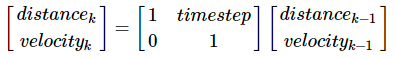 [distance_k velocity_k] = [1 timestep 0 1] [distance_{k-1} velocity_{k-1}]